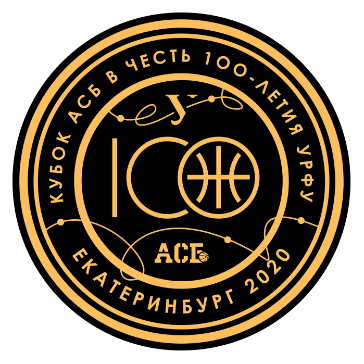 КУБОК АСБ В ЧЕСТЬ 100-ЛЕТИЯ УРФУ
У
100
АСБ
ЕКАТЕРИНБУРГ 2020